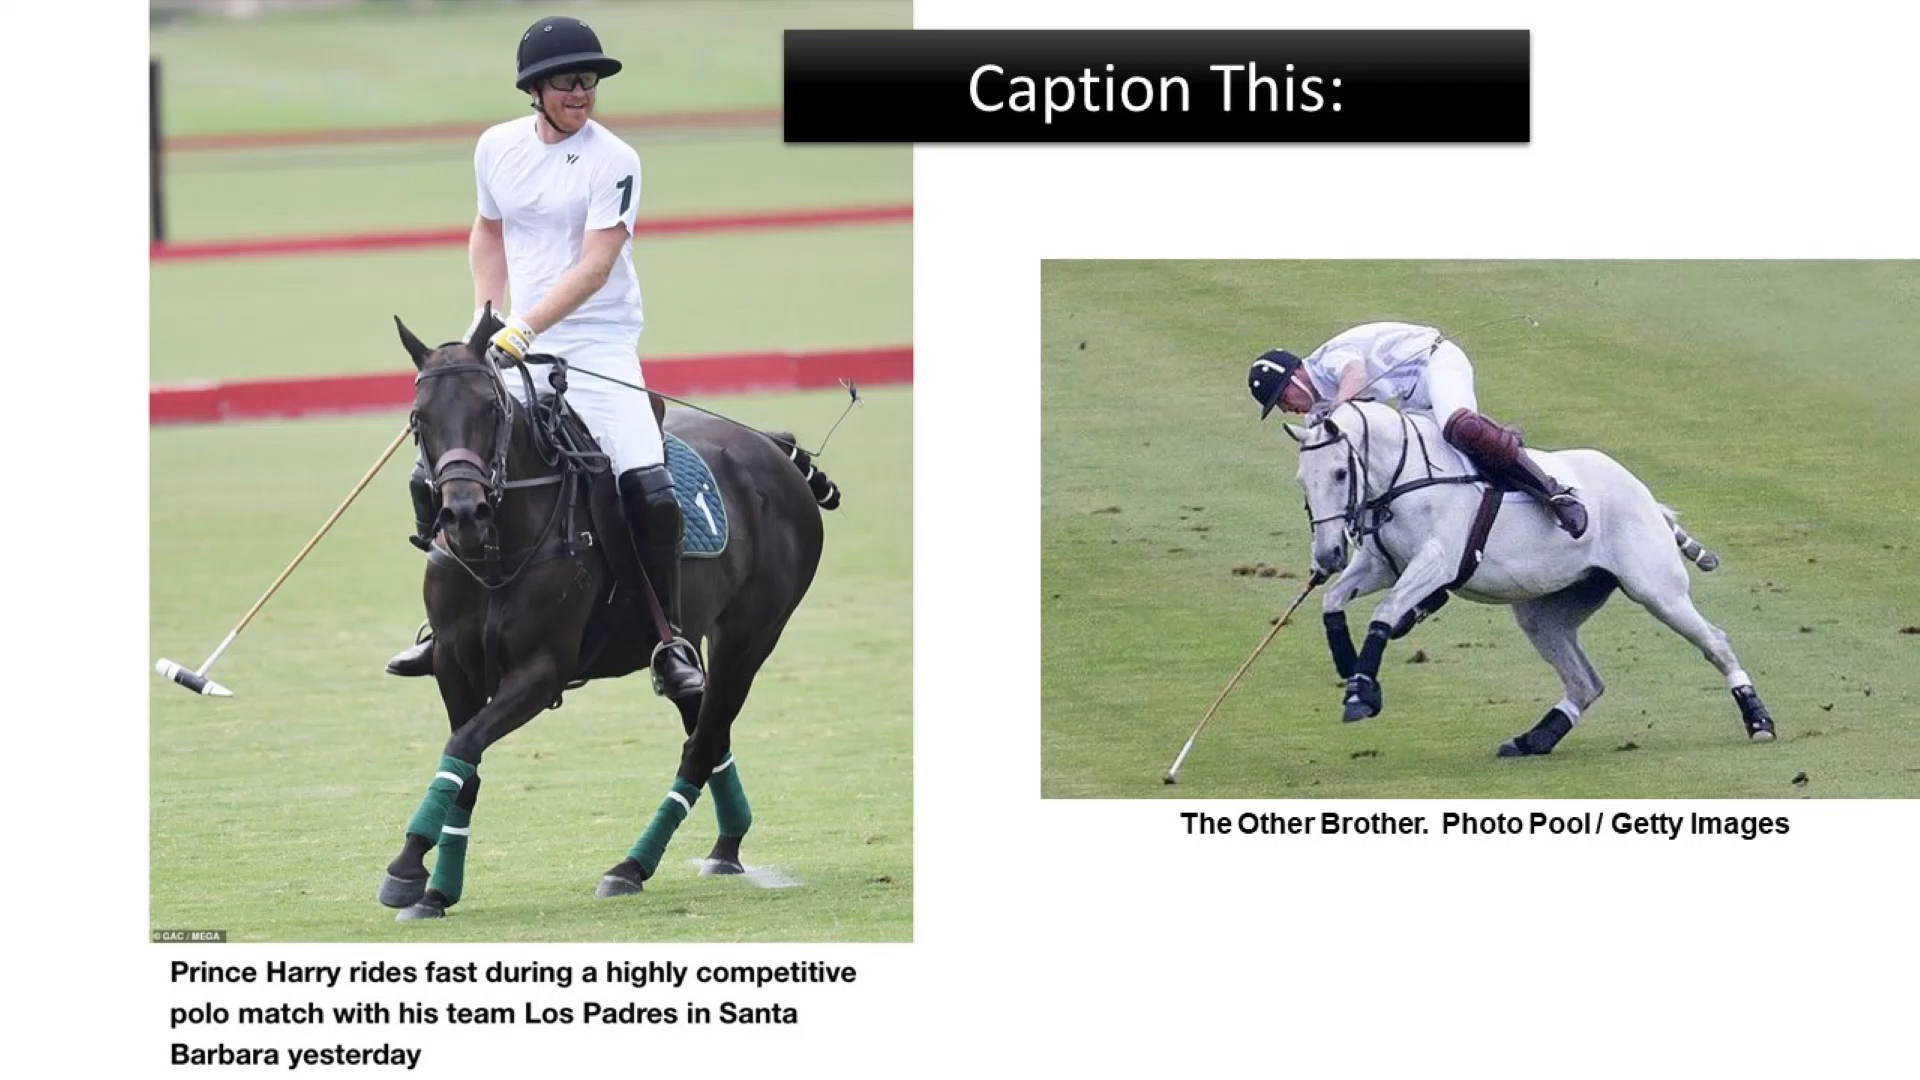 Caption This:
1
1
© GAC / MEGA
The Other Brother.  Photo Pool / Getty Images
Prince Harry rides fast during a highly competitive
polo match with his team Los Padres in Santa
Barbara yesterday